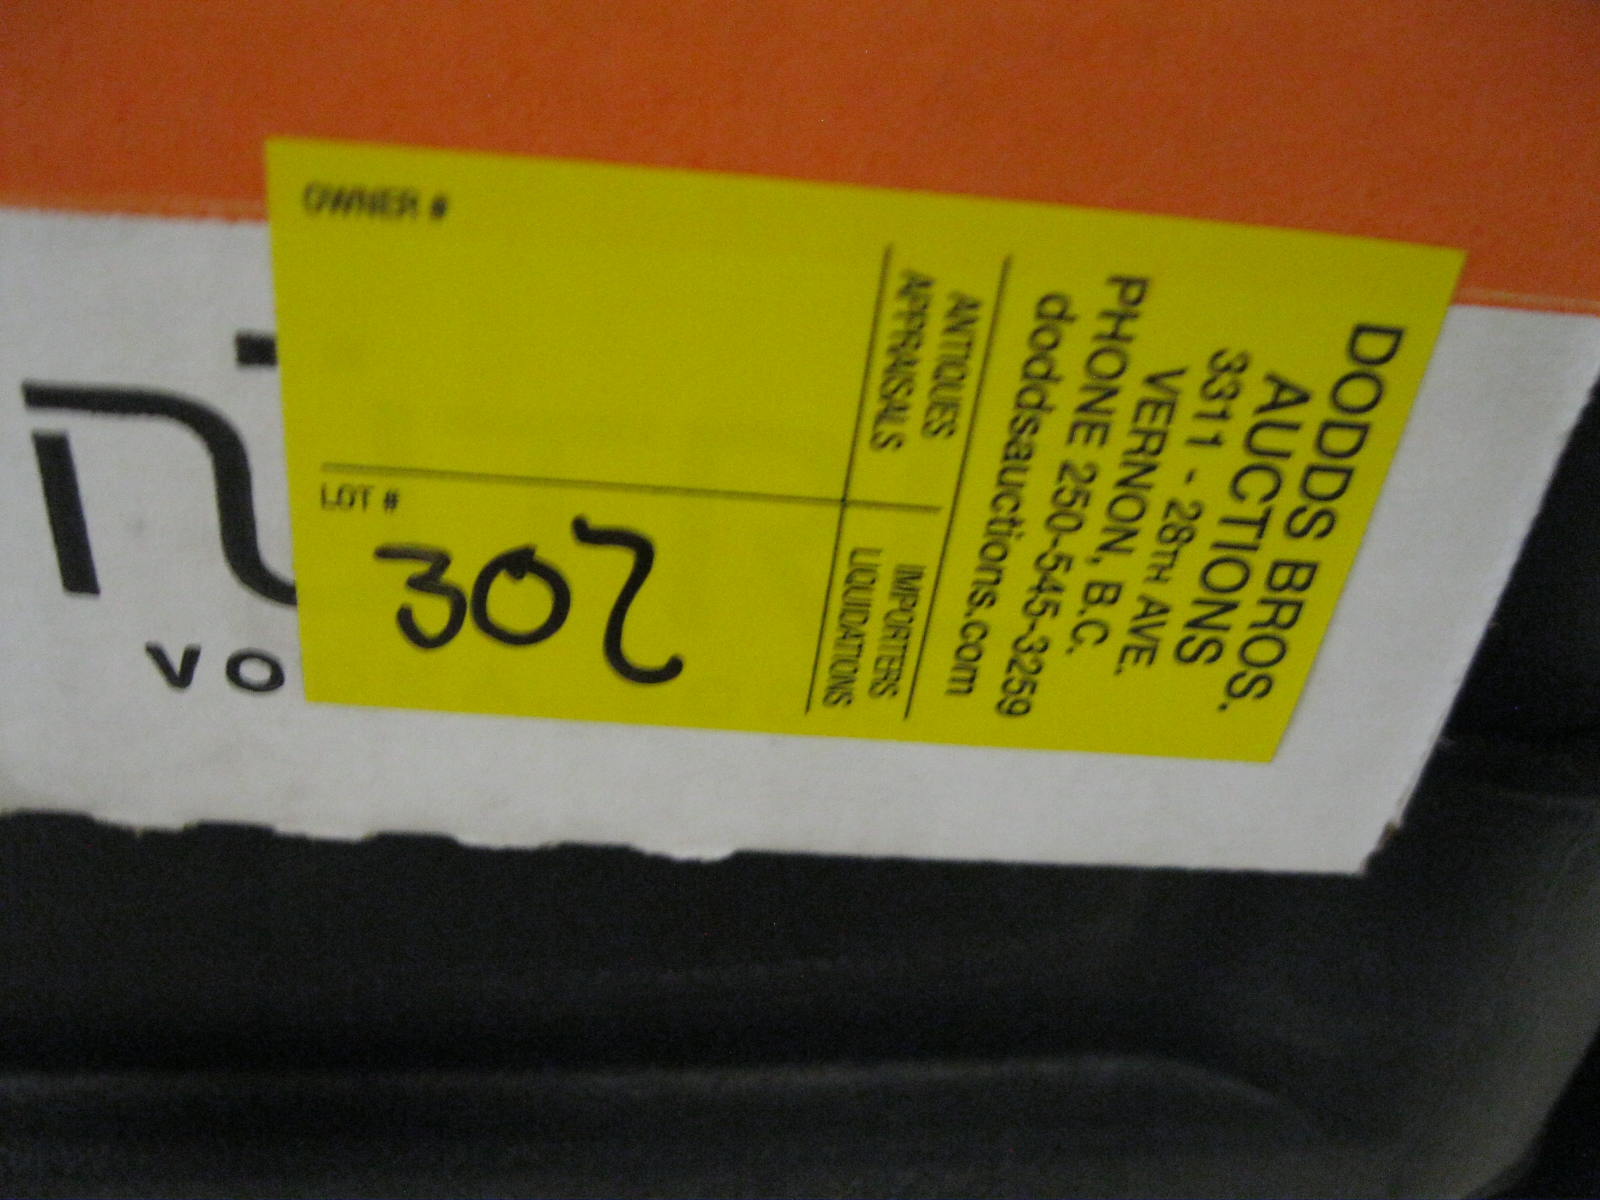 OWNER #
LOT #
302
DODDS BROS.
AUCTIONS
3311 - 28TH AVE.
VERNON, B.C.
PHONE 250-545-3259
doddsauctions.com
ANTIQUES
APPRAISALS
IMPORTERS
LIQUIDATIONS
VO